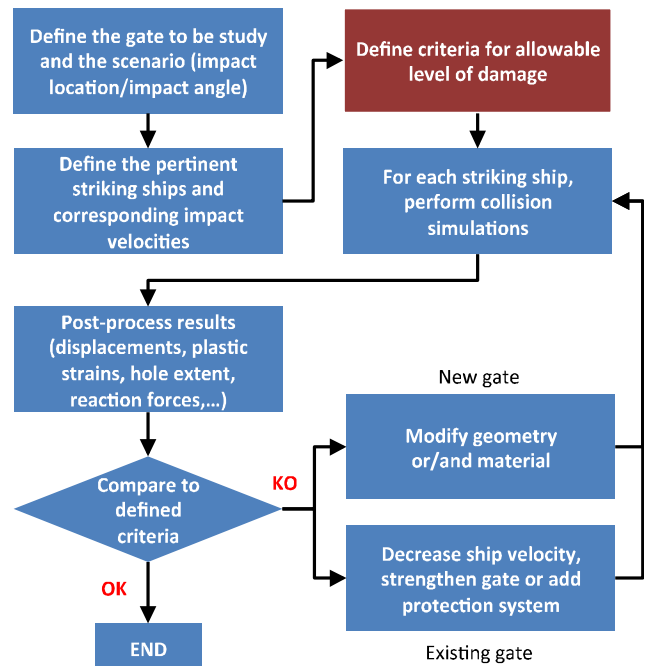 Define the gate to be study
and the scenario (impact
location/impact angle)
Define criteria for allowable
level of damage
Define the pertinent
striking ships and
corresponding impact
velocities
For each striking ship,
perform collision
simulations
Post-process results
(displacements, plastic
strains, hole extent,
reaction forces,...)
New gate
Modify geometry
or/and material
Compare to
defined
criteria
KO
OK
Decrease ship velocity,
strengthen gate or add
protection system
Existing gate
END